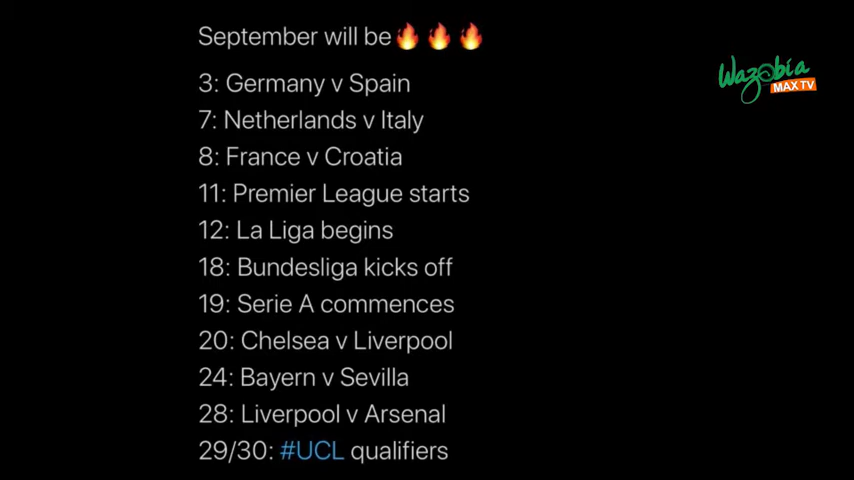 September will be🔥🔥🔥
3: Germany v Spain
7: Netherlands v Italy
8: France v Croatia
11: Premier League starts
12: La Liga begins
18: Bundesliga kicks off
19: Serie A commences
20: Chelsea v Liverpool
24: Bayern v Sevilla
28: Liverpool v Arsenal
29/30: #UCL qualifiers
Wazobia
MAX TV